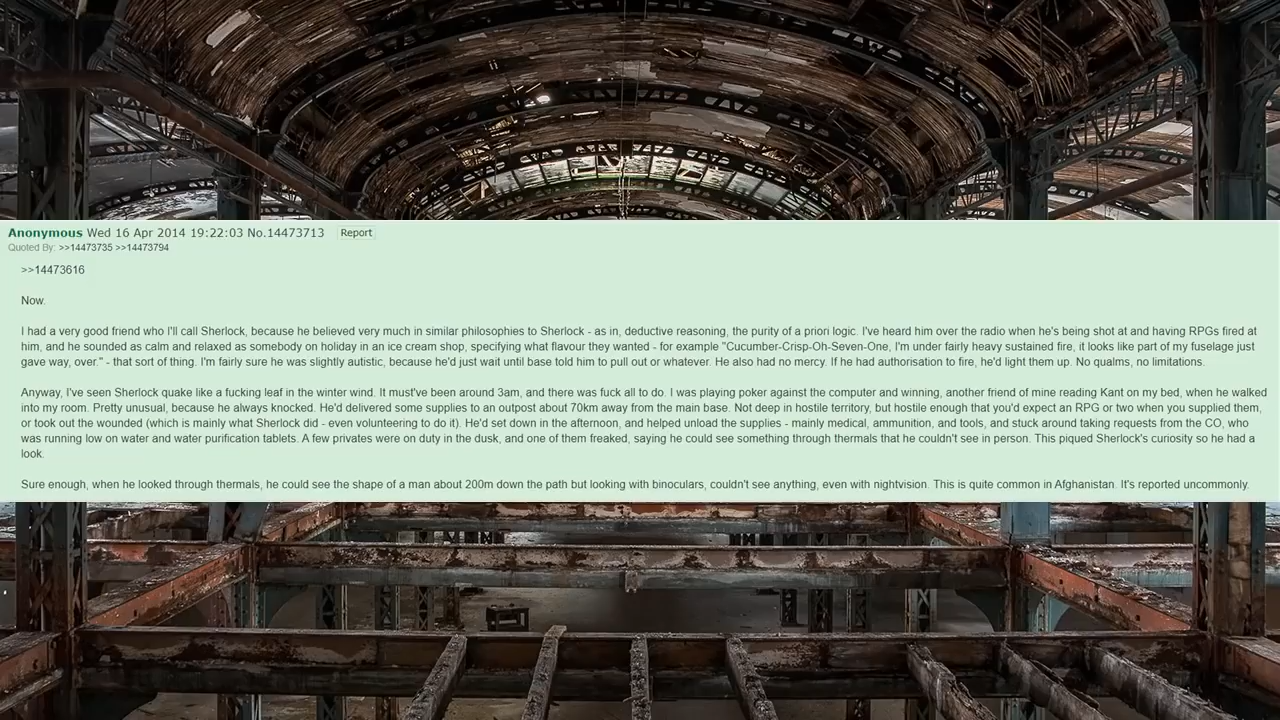 Anonymous Wed 16 Apr 2014 19:22:03 No.14473713 Report
Quoted By: >>14473735 >>14473794
>>14473616
Now.
I had a very good friend who I'll call Sherlock, because he believed very much in similar philosophies to Sherlock - as in, deductive reasoning, the purity of a priori logic. I've heard him over the radio when he's being shot at and having RPGs fired at
him, and he sounded as calm and relaxed as somebody on holiday in an ice cream shop, specifying what flavour they wanted - for example "Cucumber-Crisp-Oh-Seven-One, I'm under fairly heavy sustained fire, it looks like part of my fuselage just
gave way, over." - that sort of thing. I'm fairly sure he was slightly autistic, because he'd just wait until base told him to pull out or whatever. He also had no mercy. If he had authorisation to fire, he'd light them up. No qualms, no limitations.
Anyway, I've seen Sherlock quake like a fucking leaf in the winter wind. It must've been around 3am, and there was fuck all to do. I was playing poker against the computer and winning, another friend of mine reading Kant on my bed, when he walked
into my room. Pretty unusual, because he always knocked. He'd delivered some supplies to an outpost about 70km away from the main base. Not deep in hostile territory, but hostile enough that you'd expect an RPG or two when you supplied them,
or took out the wounded (which is mainly what Sherlock did - even volunteering to do it). He'd set down in the afternoon, and helped unload the supplies - mainly medical, ammunition, and tools, and stuck around taking requests from the CO, who
was running low on water and water purification tablets. A few privates were on duty in the dusk, and one of them freaked, saying he could see something through thermals that he couldn't see in person. This piqued Sherlock's curiosity so he had a
look.
Sure enough, when he looked through thermals, he could see the shape of a man about 200m down the path but looking with binoculars, couldn't see anything, even with nightvision. This is quite common in Afghanistan. It's reported uncommonly.